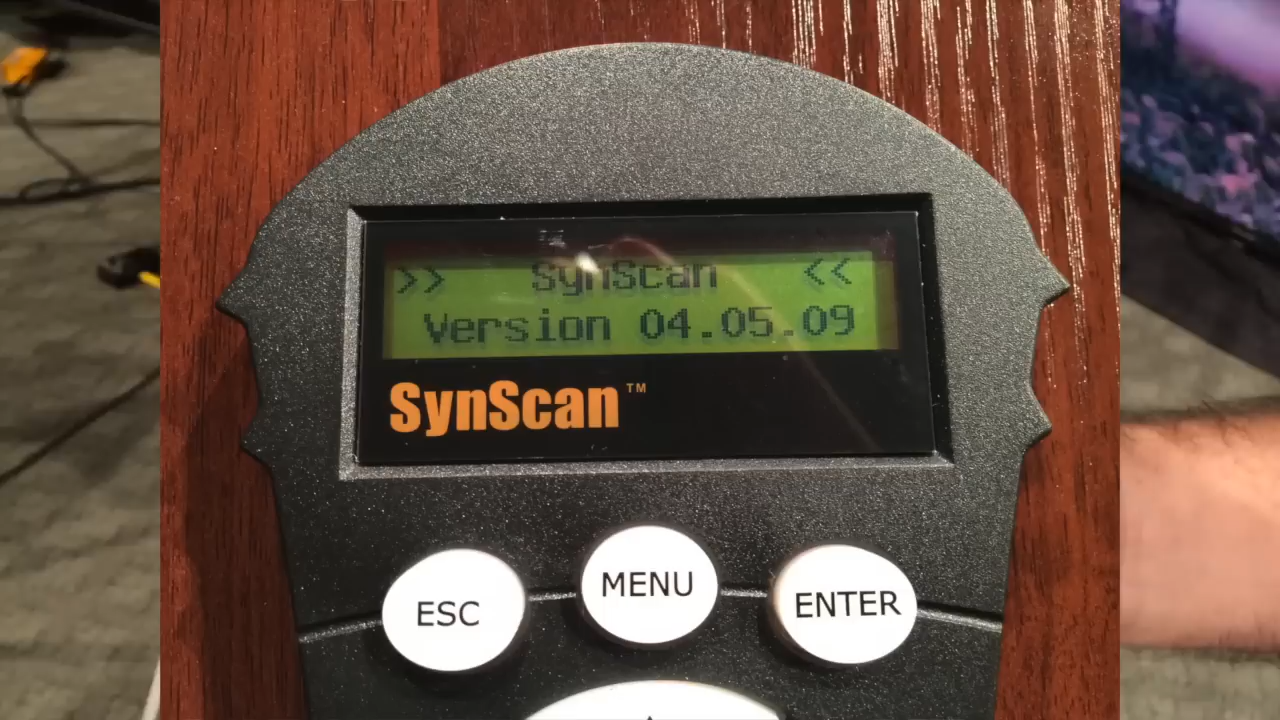 >> SynScan <<
Version 04.05.09
SynScan™
ESC
MENU
ENTER